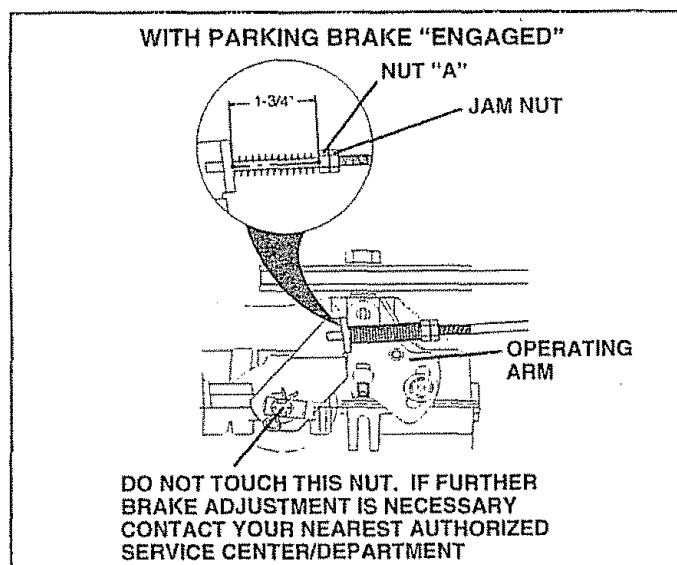 WITH PARKING BRAKE “ENGAGED”
NUT “A”
JAM NUT
1-3/4"
OPERATING
ARM
DO NOT TOUCH THIS NUT. IF FURTHER
BRAKE ADJUSTMENT IS NECESSARY
CONTACT YOUR NEAREST AUTHORIZED
SERVICE CENTER/DEPARTMENT